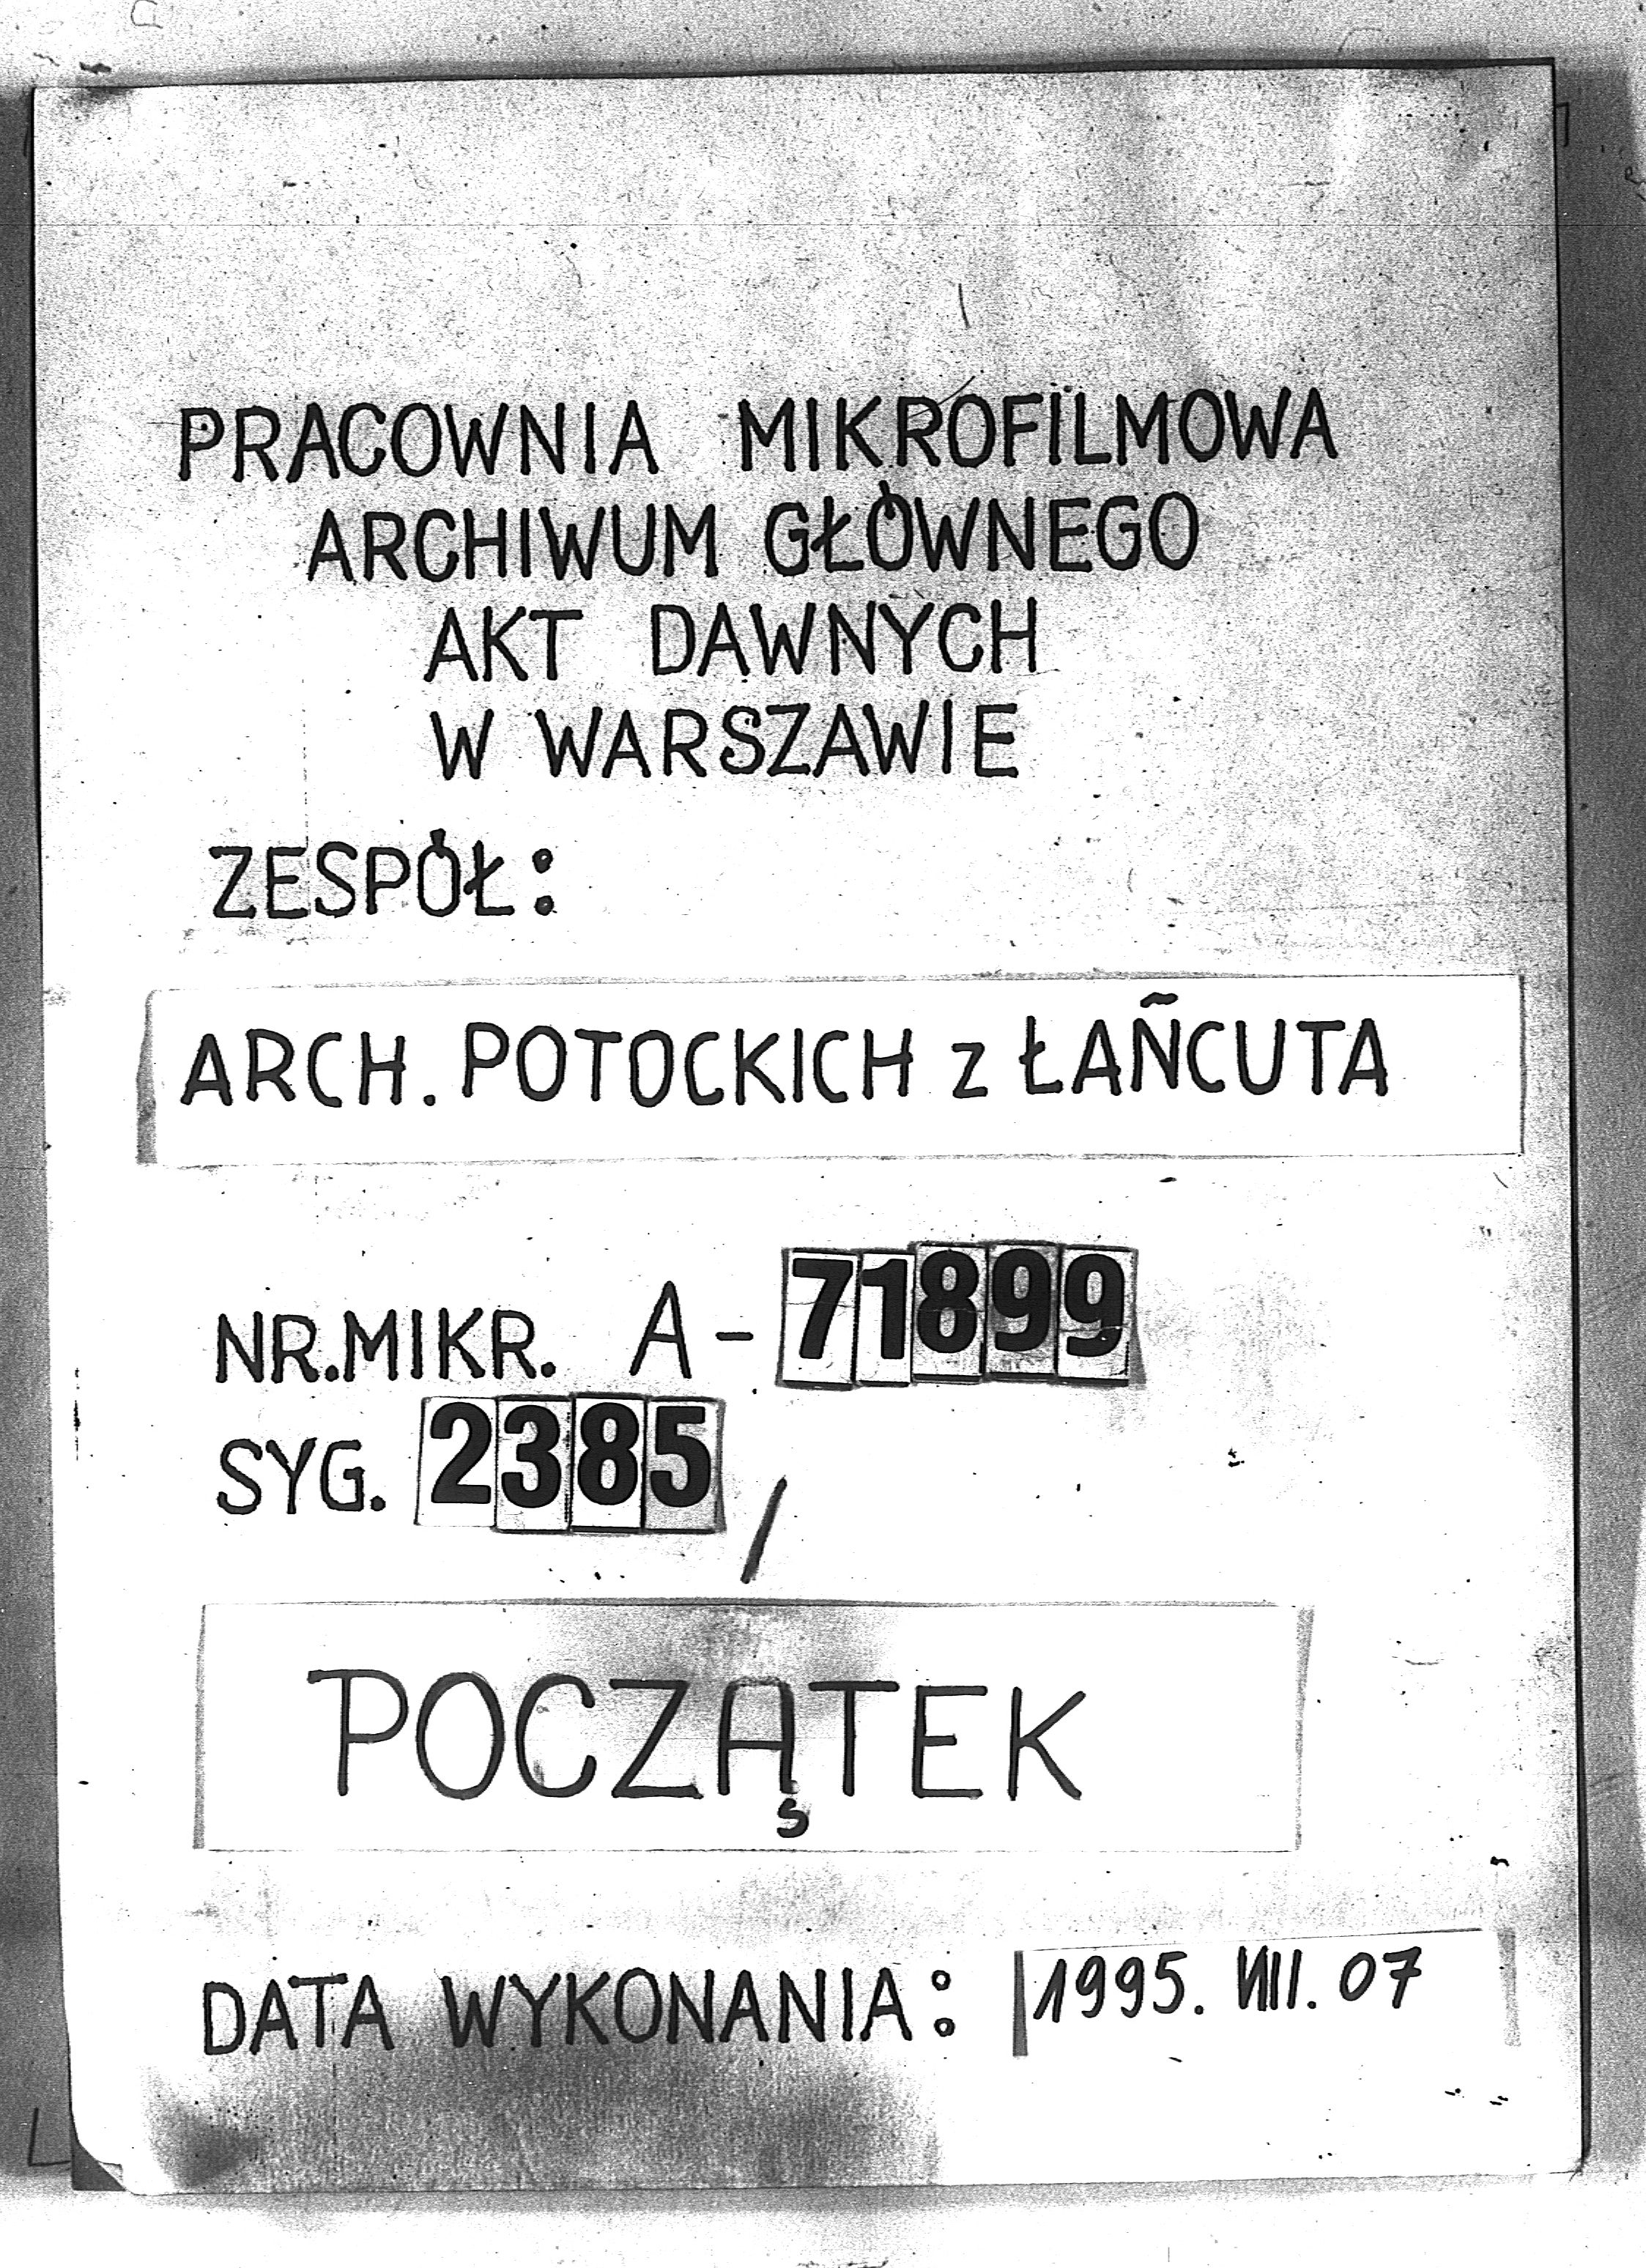 PRACOWNIA MIKROFILMOWA
ARCHIWUM GŁÓWNEGO
AKT DAWNYCH
W WARSZAWIE
ZESPÓŁ:
ARCH. POTOCKICH z ŁAŃCUTA
NR.MIKR. A-71899
SYG. 2385/
POCZĄTEK
DATA WYKONANIA: 1995. VIII. 07